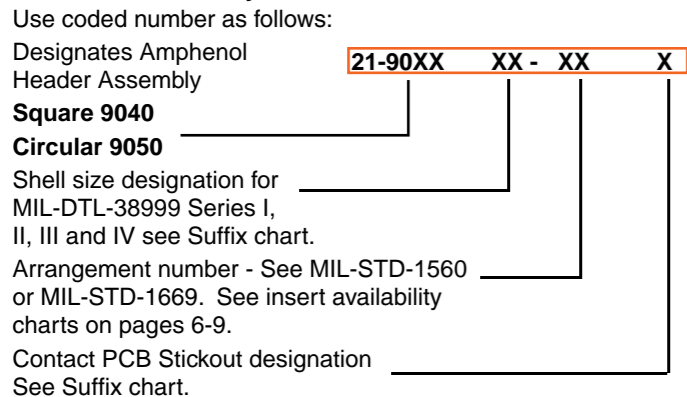 Use coded number as follows:
Designates Amphenol
Header Assembly
21-90XX XX - XX X
Square 9040
Circular 9050
Shell size designation for
MIL-DTL-38999 Series I,
II, III and IV see Suffix chart.
Arrangement number - See MIL-STD-1560
or MIL-STD-1669. See insert availability
charts on pages 6-9.
Contact PCB Stickout designation
See Suffix chart.